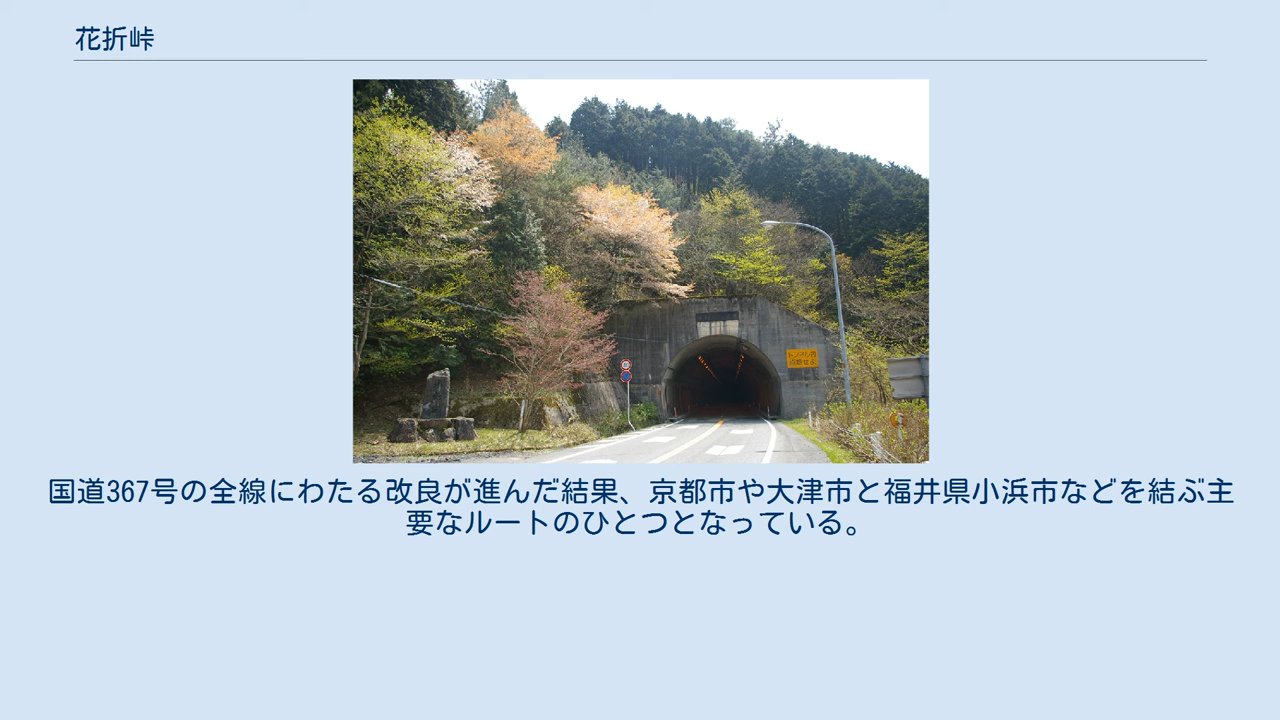 花折峠
国道367号の全線にわたる改良が進んだ結果、京都市や大津市と福井県小浜市などを結ぶ主
要なルートのひとつとなっている。